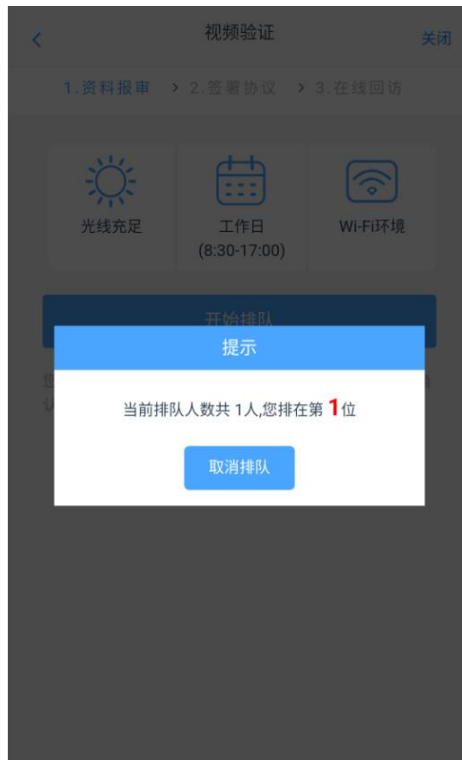 视频验证
关闭
1.资料报审 > 2.签署协议 > 3.在线回访
光线充足
工作日
(8:30-17:00)
Wi-Fi环境
开始排队
提示
当前排队人数共 1人,您排在第 1位
取消排队